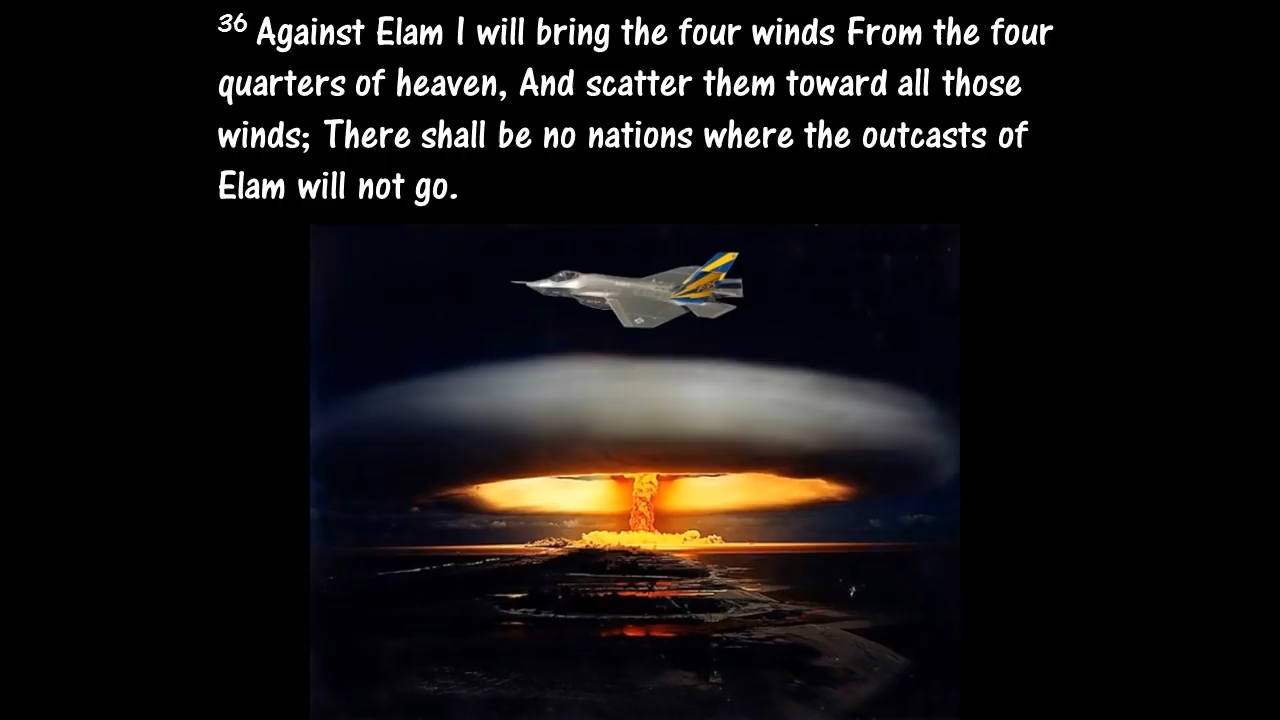 36 Against Elam I will bring the four winds From the four
quarters of heaven, And scatter them toward all those
winds; There shall be no nations where the outcasts of
Elam will not go.